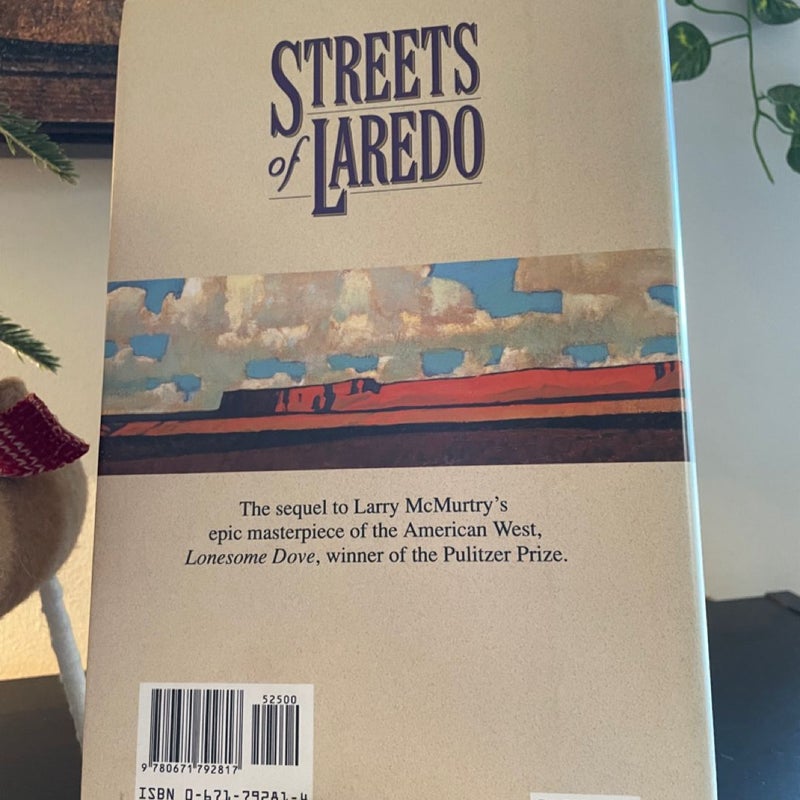 STREETS
of LAREDO
The sequel to Larry McMurtry's
epic masterpiece of the American West,
Lonesome Dove, winner of the Pulitzer Prize.
52500
9 780671 792817
ISBN 0-671-79281-4